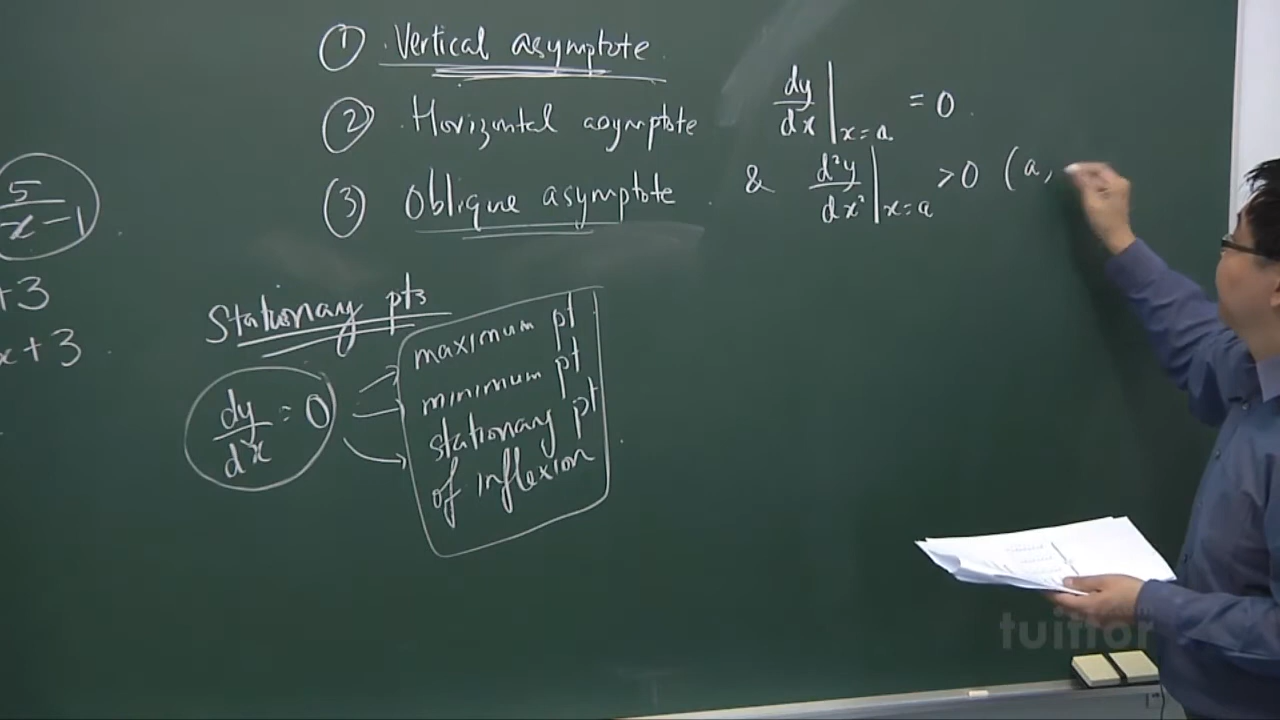 ① Vertical asymptote
② Horizontal asymptote
③ Oblique asymptote
5
x-1
+3
x+3
dy/dx | x=a = 0
& d²y/dx² | x=a >0 (a,
Stationary pts
dy/dx = 0
maximum pt
minimum pt
stationary pt
of inflexion
tuittor